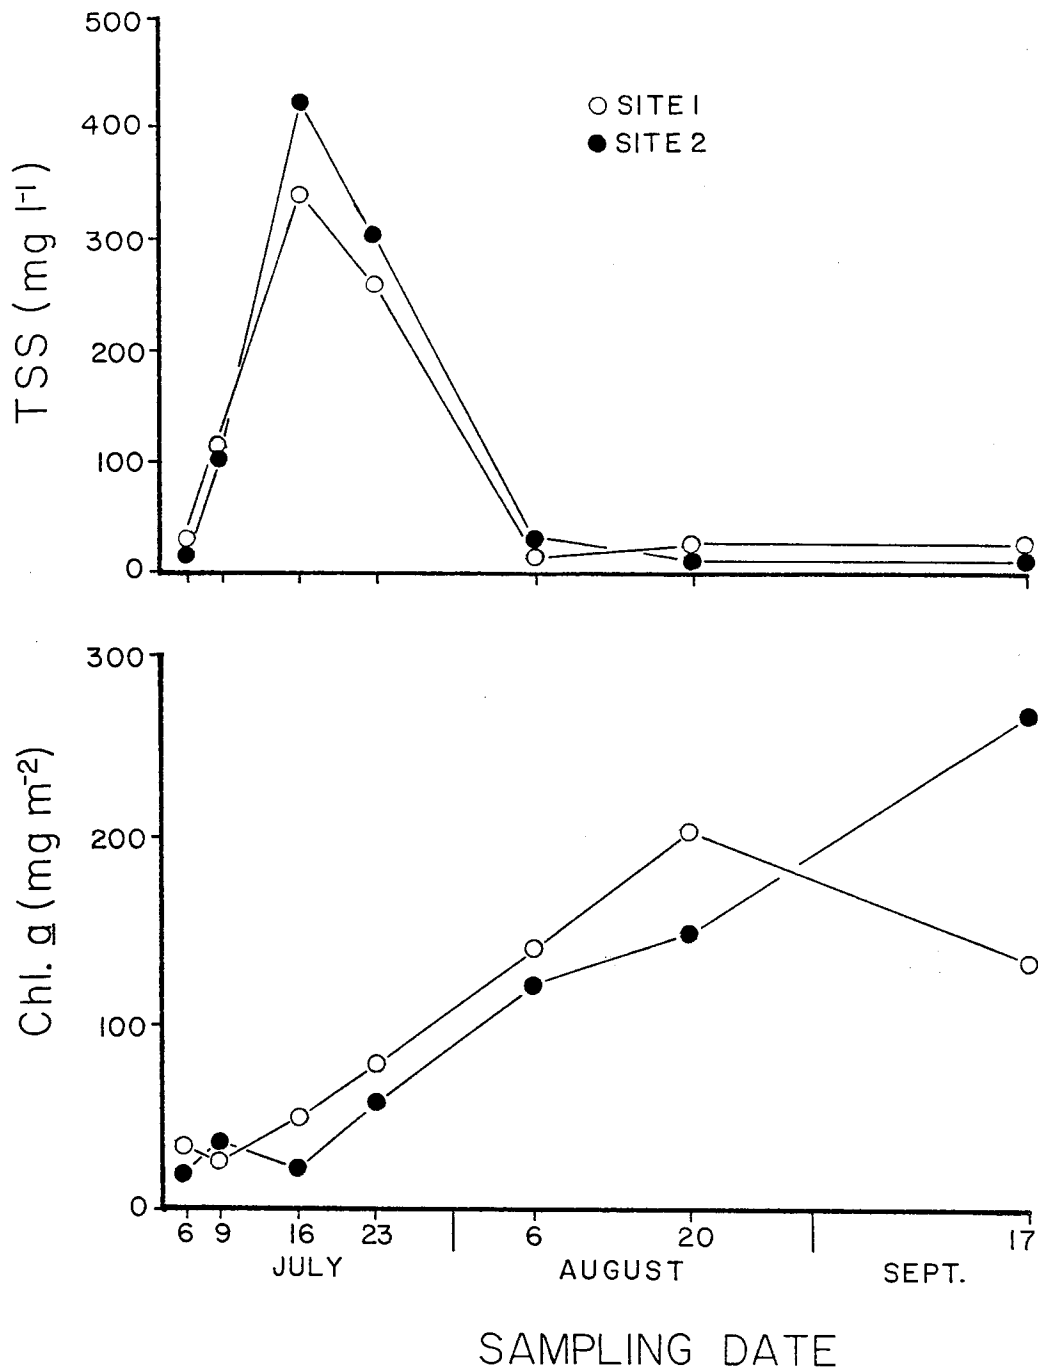 500
400
300
200
100
0
TSS (mg l⁻¹)
SITE 1
SITE 2
300
200
100
0
Chl. a (mg m⁻²)
6 9 16 23 6 20 17
JULY AUGUST SEPT.
SAMPLING DATE